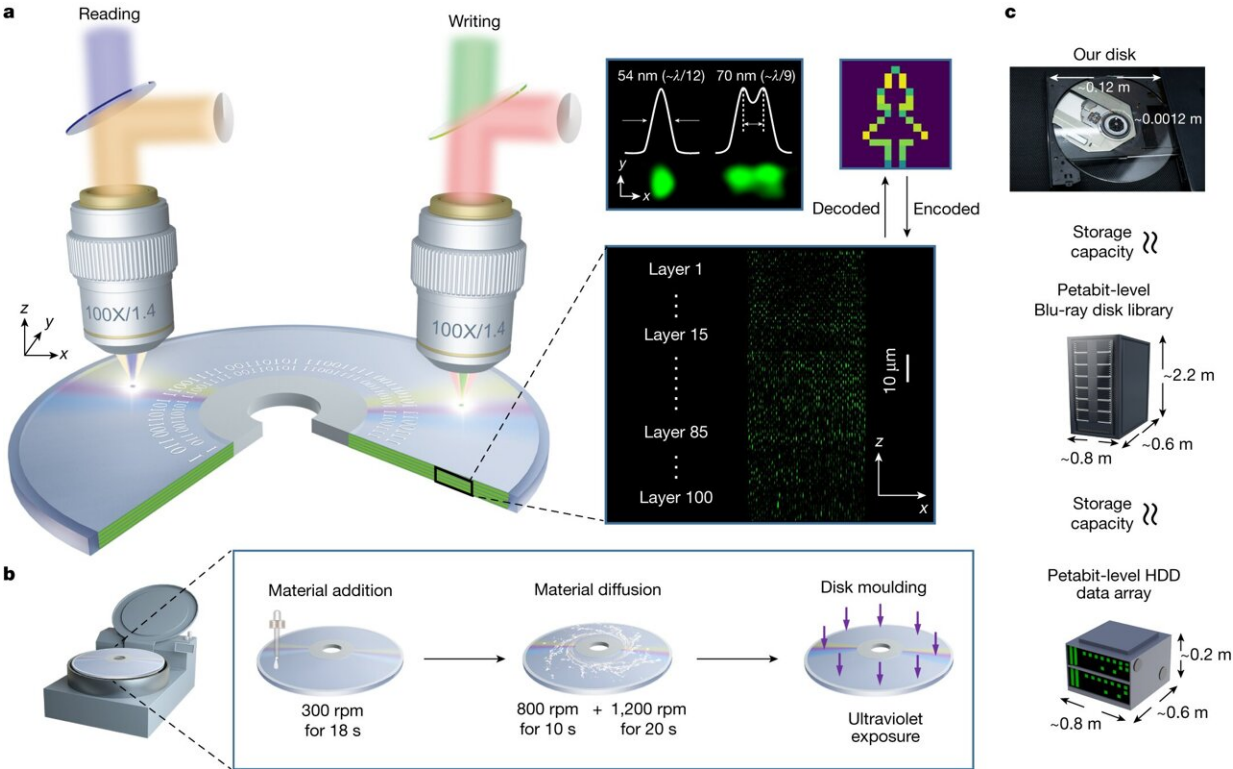 a
Reading
Writing
100X/1.4
100X/1.4
z
y
x
54 nm (~λ/12)
70 nm (~λ/9)
y
x
Decoded
Encoded
Layer 1
Layer 15
Layer 85
Layer 100
10 μm
z
x
b
Material addition
300 rpm
for 18 s
Material diffusion
800 rpm + 1,200 rpm
for 10 s for 20 s
Disk moulding
Ultraviolet
exposure
c
Our disk
~0.12 m
~0.0012 m
Storage
capacity
Petabit-level
Blu-ray disk library
~2.2 m
~0.6 m
~0.8 m
Storage
capacity
Petabit-level HDD
data array
~0.2 m
~0.6 m
~0.8 m